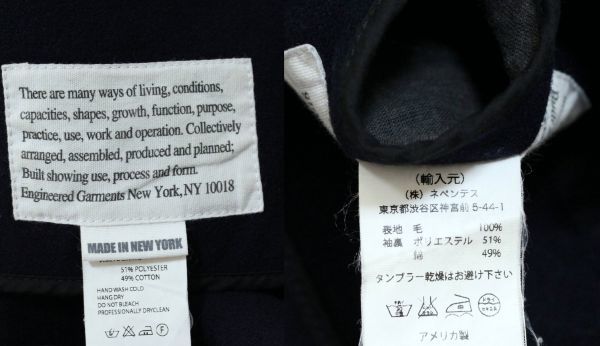 There are many ways of living, conditions,
capacities, shapes, growth, function, purpose,
practice, use, work and operation. Collectively
arranged, assembled, produced and planned;
Built showing use, process and form.
Engineered Garments New York, NY 10018
MADE IN NEW YORK
51% POLYESTER
49% COTTON
HAND WASH COLD
HANG DRY
DO NOT BLEACH
PROFESSIONALLY DRYCLEAN
(輸入元)
(株) ネペンテス
東京都渋谷区神宮前 5-44-1
表地 毛 100%
袖裏 ポリエステル 51%
綿 49%
タンブラー乾燥はお避け下さい
アメリカ製